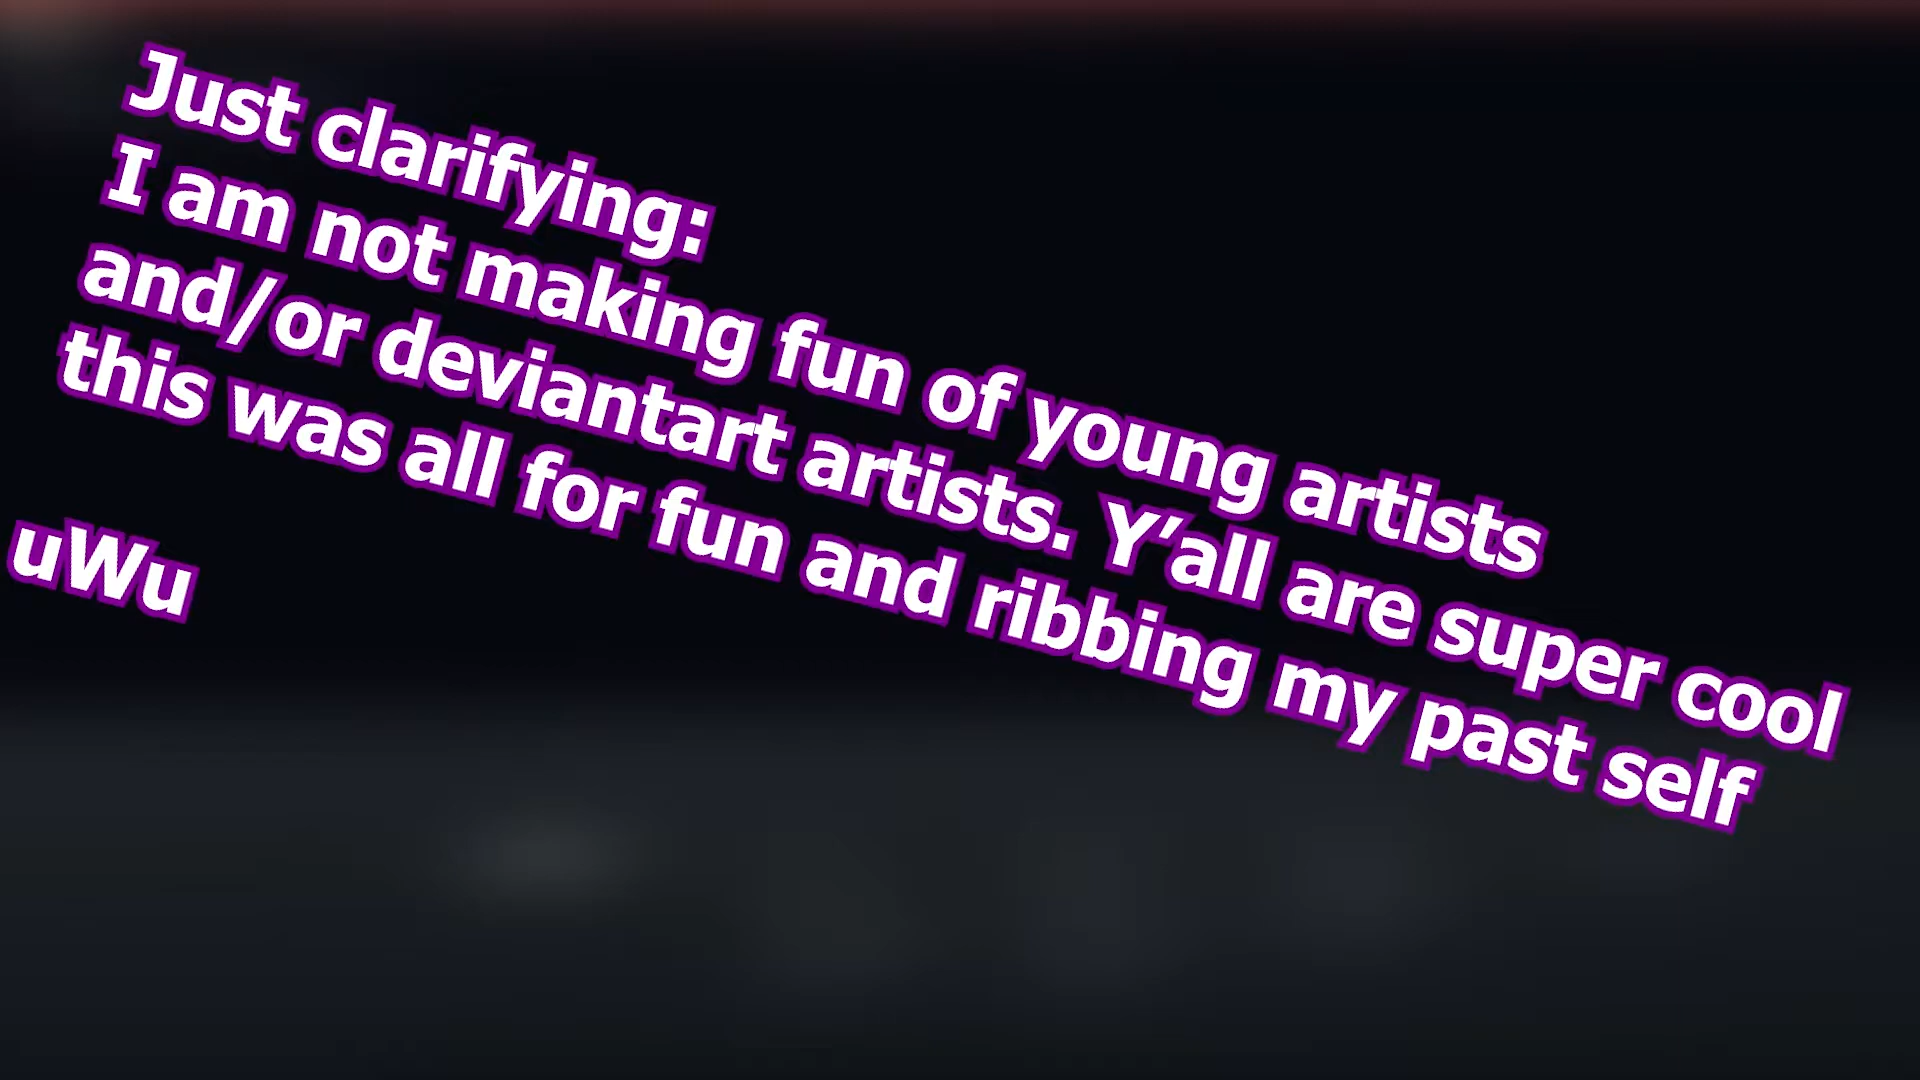 Just clarifying:
I am not making fun of young artists
and/or deviantart artists. Y'all are super cool
this was all for fun and ribbing my past self
uWu